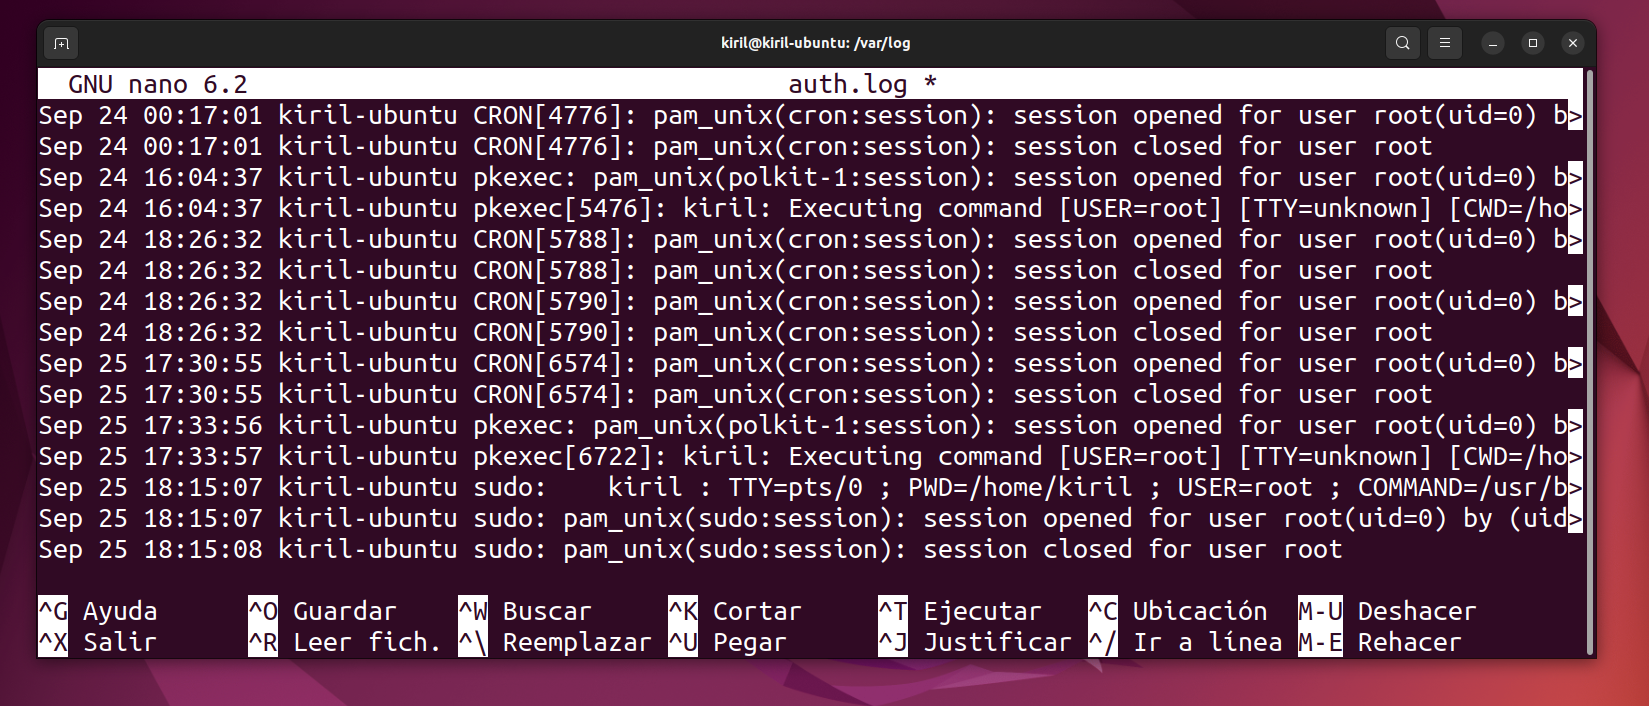 kiril@kiril-ubuntu: /var/log
GNU nano 6.2 auth.log *
Sep 24 00:17:01 kiril-ubuntu CRON[4776]: pam_unix(cron:session): session opened for user root(uid=0) b>
Sep 24 00:17:01 kiril-ubuntu CRON[4776]: pam_unix(cron:session): session closed for user root
Sep 24 16:04:37 kiril-ubuntu pkexec: pam_unix(polkit-1:session): session opened for user root(uid=0) b>
Sep 24 16:04:37 kiril-ubuntu pkexec[5476]: kiril: Executing command [USER=root] [TTY=unknown] [CWD=/ho>
Sep 24 18:26:32 kiril-ubuntu CRON[5788]: pam_unix(cron:session): session opened for user root(uid=0) b>
Sep 24 18:26:32 kiril-ubuntu CRON[5788]: pam_unix(cron:session): session closed for user root
Sep 24 18:26:32 kiril-ubuntu CRON[5790]: pam_unix(cron:session): session opened for user root(uid=0) b>
Sep 24 18:26:32 kiril-ubuntu CRON[5790]: pam_unix(cron:session): session closed for user root
Sep 25 17:30:55 kiril-ubuntu CRON[6574]: pam_unix(cron:session): session opened for user root(uid=0) b>
Sep 25 17:30:55 kiril-ubuntu CRON[6574]: pam_unix(cron:session): session closed for user root
Sep 25 17:33:56 kiril-ubuntu pkexec: pam_unix(polkit-1:session): session opened for user root(uid=0) b>
Sep 25 17:33:57 kiril-ubuntu pkexec[6722]: kiril: Executing command [USER=root] [TTY=unknown] [CWD=/ho>
Sep 25 18:15:07 kiril-ubuntu sudo:    kiril : TTY=pts/0 ; PWD=/home/kiril ; USER=root ; COMMAND=/usr/b>
Sep 25 18:15:07 kiril-ubuntu sudo: pam_unix(sudo:session): session opened for user root(uid=0) by (uid>
Sep 25 18:15:08 kiril-ubuntu sudo: pam_unix(sudo:session): session closed for user root
^G Ayuda ^O Guardar ^W Buscar ^K Cortar ^T Ejecutar ^C Ubicación M-U Deshacer
^X Salir ^R Leer fich. ^\ Reemplazar ^U Pegar ^J Justificar ^/ Ir a línea M-E Rehacer